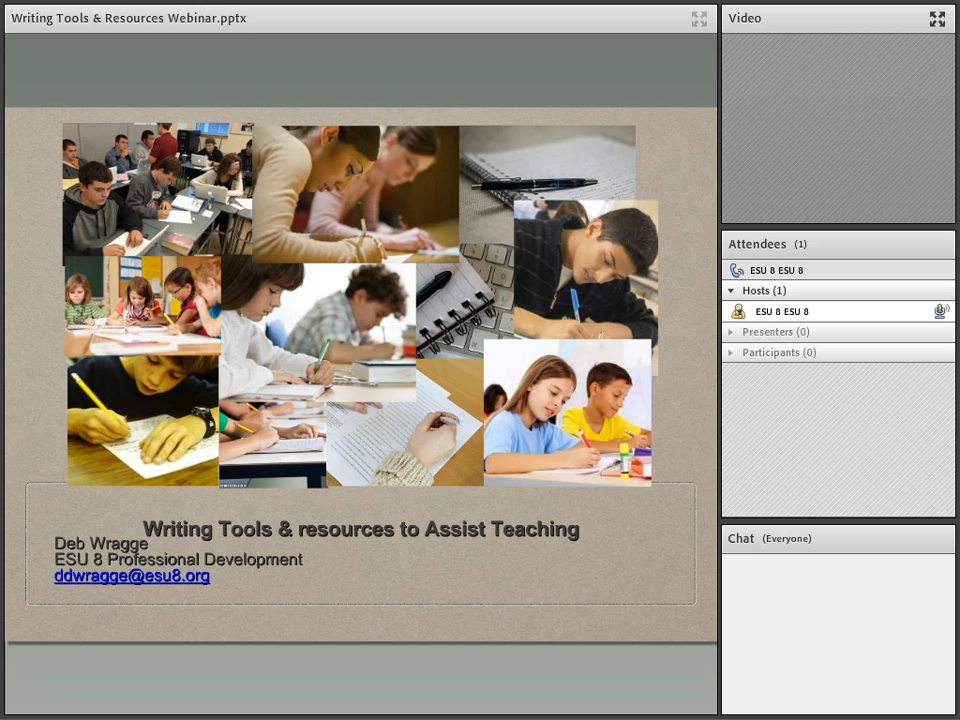 Writing Tools & Resources Webinar.pptx
Writing Tools & resources to Assist Teaching
Deb Wragge
ESU 8 Professional Development
ddwragge@esu8.org
Video
Attendees (1)
ESU 8 ESU 8
Hosts (1)
ESU 8 ESU 8
Presenters (0)
Participants (0)
Chat (Everyone)